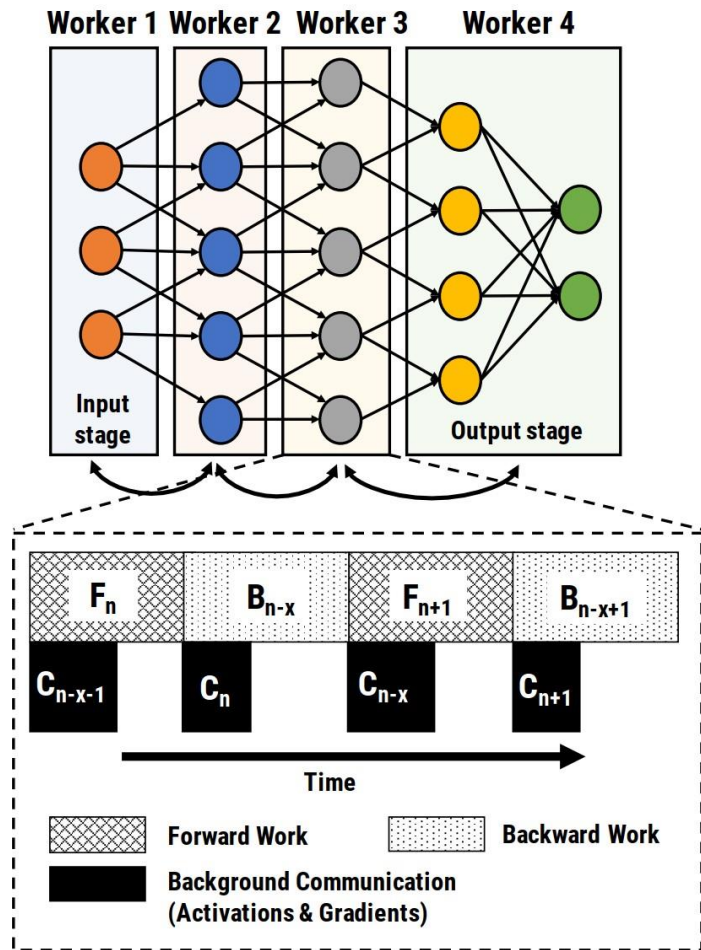 Worker 1 Worker 2 Worker 3 Worker 4
Input
stage
Output stage
Fn Bn-x Fn+1 Bn-x+1
Cn-x-1 Cn Cn-x Cn+1
Time
Forward Work Backward Work
Background Communication
(Activations & Gradients)